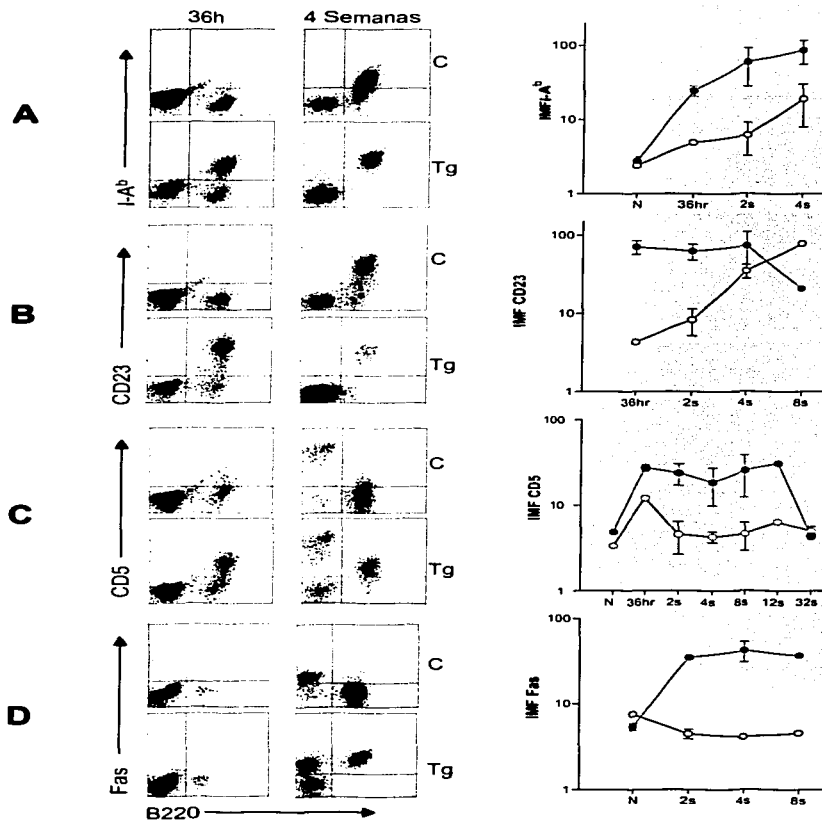 36h
4 Semanas
A
I-Aᵇ
C
Tg
IMFI-Aᵇ
100
10
1
N
36hr
2s
4s
B
CD23
C
Tg
IMF CD23
100
10
1
36hr
2s
4s
8s
C
CD5
C
Tg
IMF CD5
100
10
1
N
36hr
2s
4s
8s
12s
32s
D
Fas
C
Tg
B220
IMF Fas
100
10
1
N
2s
4s
8s